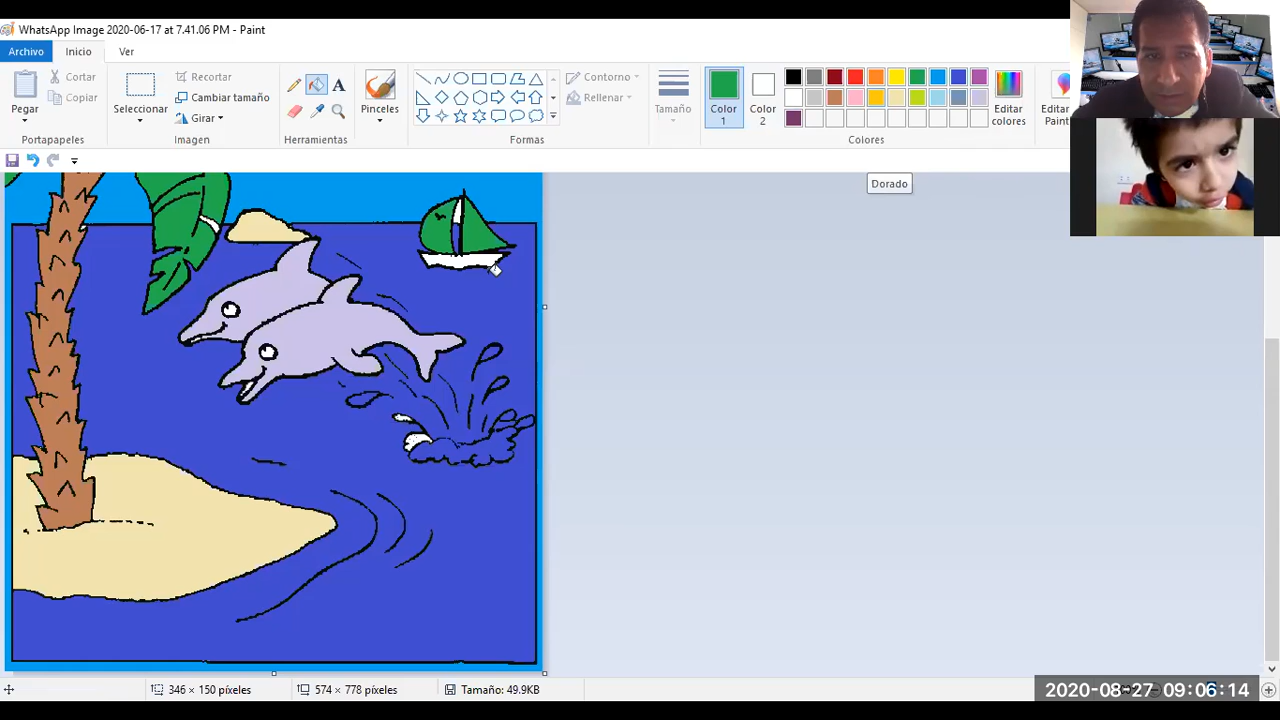 WhatsApp Image 2020-06-17 at 7.41.06 PM - Paint
Archivo Inicio Ver
Pegar
Cortar
Copiar
Portapapeles
Seleccionar
Recortar
Cambiar tamaño
Girar
Imagen
A
Herramientas
Pinceles
Contorno
Rellenar
Formas
Tamaño
Color 1
Color 2
Editar colores
Colores
Editar
Paint
Dorado
346 × 150 píxeles
574 × 778 píxeles
Tamaño: 49.9KB
2020-08-27 09:06:14